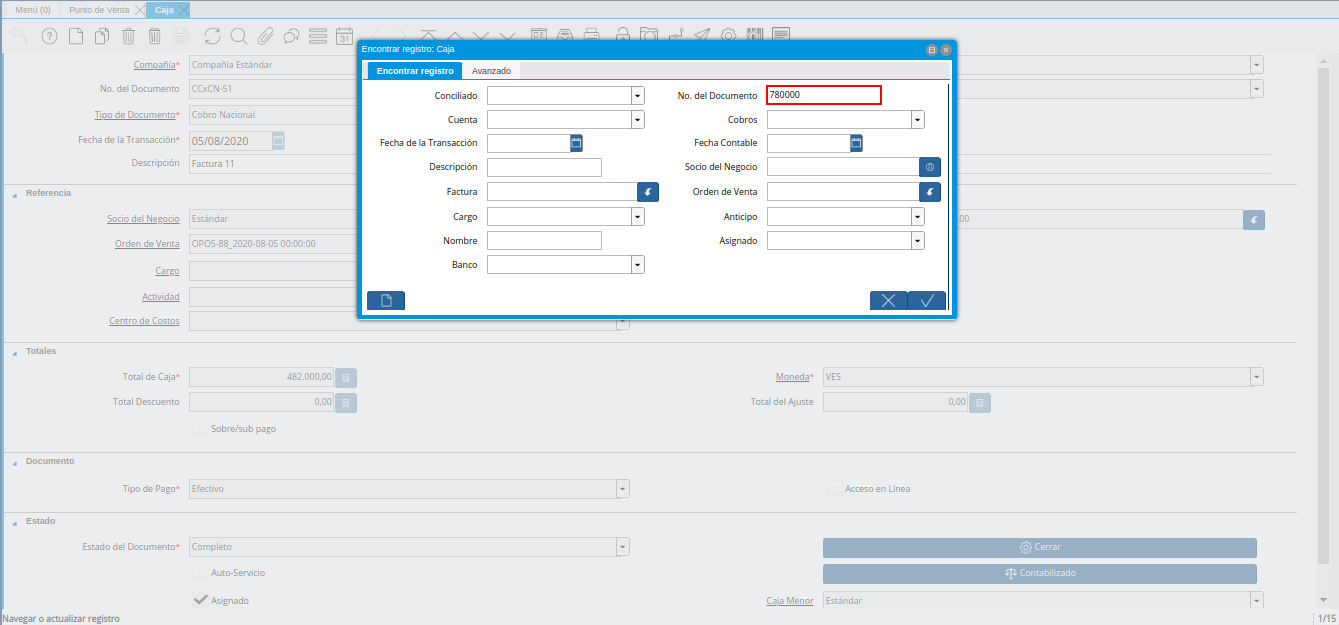 Menú (0) Punto de Venta Caja
31
Encontrar registro: Caja
Encontrar registro Avanzado
Conciliado No. del Documento 780000
Cuenta Cobros
Fecha de la Transacción Fecha Contable
Descripción Socio del Negocio
Factura Orden de Venta
Cargo Anticipo
Nombre Asignado
Banco
Compañía* Compañía Estándar
No. del Documento CCxCN-51
Tipo de Documento* Cobro Nacional
Fecha de la Transacción* 05/08/2020
Descripción Factura 11
Referencia
Socio del Negocio Estándar ,00
Orden de Venta OPOS-88_2020-08-05 00:00:00
Cargo
Actividad
Centro de Costos
Totales
Total de Caja* 482.000,00 Moneda* VES
Total Descuento 0,00 Total del Ajuste 0,00
Sobre/sub pago
Documento
Tipo de Pago* Efectivo Acceso en Línea
Estado
Estado del Documento* Completo Cerrar
Auto-Servicio Contabilizado
Asignado Caja Menor Estándar
Navegar o actualizar registro 1/15